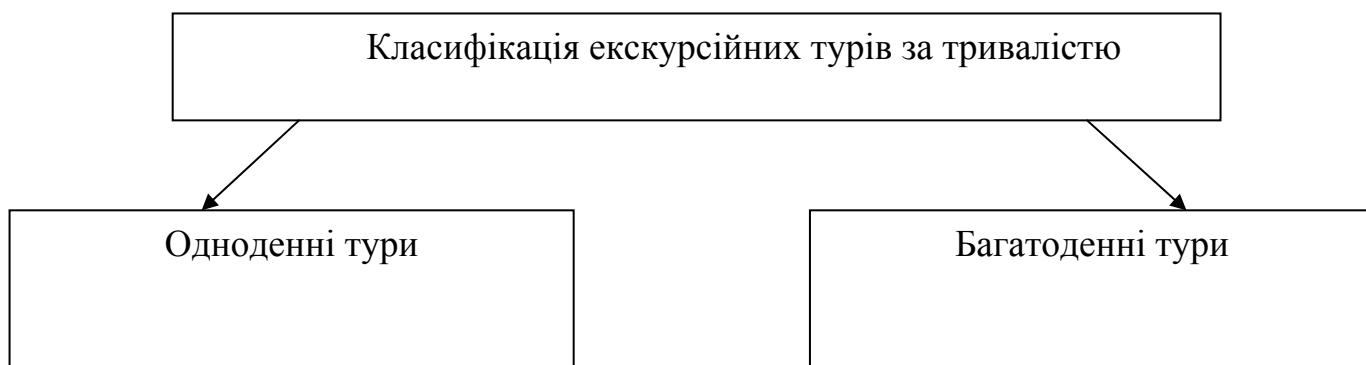 Класифікація екскурсійних турів за тривалістю
Одноденні тури
Багатоденні тури